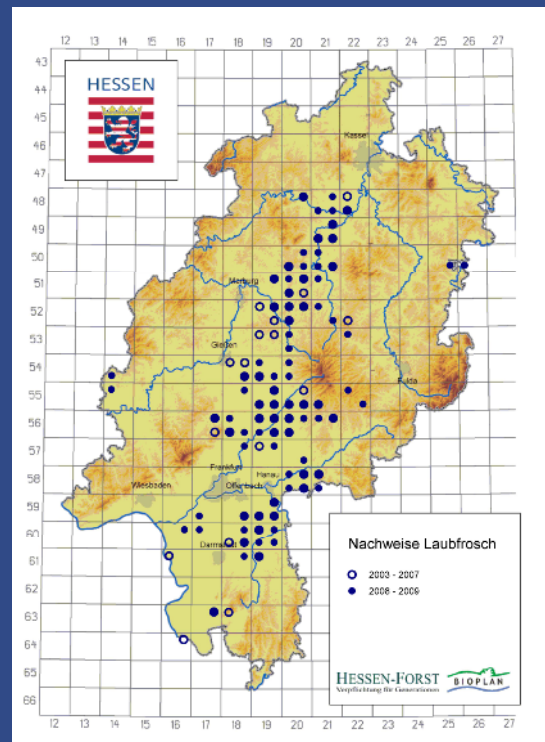 12 13 14 15 16 17 18 19 20 21 22 23 24 25 26 27
43
44
45
46
47
48
49
50
51
52
53
54
55
56
57
58
59
60
61
62
63
64
65
66
HESSEN
Kassel
Marburg
Gießen
Fulda
Frankfurt
Hanau
Wiesbaden
Offenbach
Darmstadt
Nachweise Laubfrosch
2003 - 2007
2008 - 2009
HESSEN-FORST
Verpflichtung für Generationen
BIOPLAN
12 13 14 15 16 17 18 19 20 21 22 23 24 25 26 27